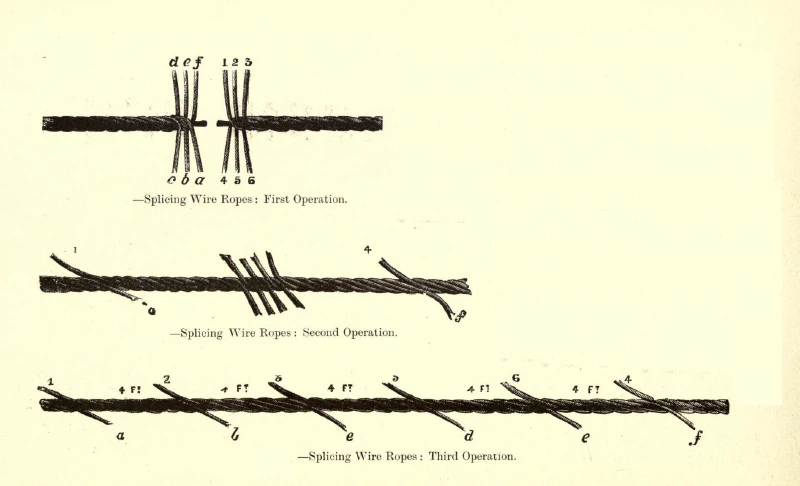 d e f 1 2 3
c b a 4 5 6
—Splicing Wire Ropes: First Operation.
1 4
a
—Splicing Wire Ropes: Second Operation.
1 4 FT 2 4 FT 3 4 FT 5 4 FT 6 4 FT 4
a b e d e f
—Splicing Wire Ropes: Third Operation.